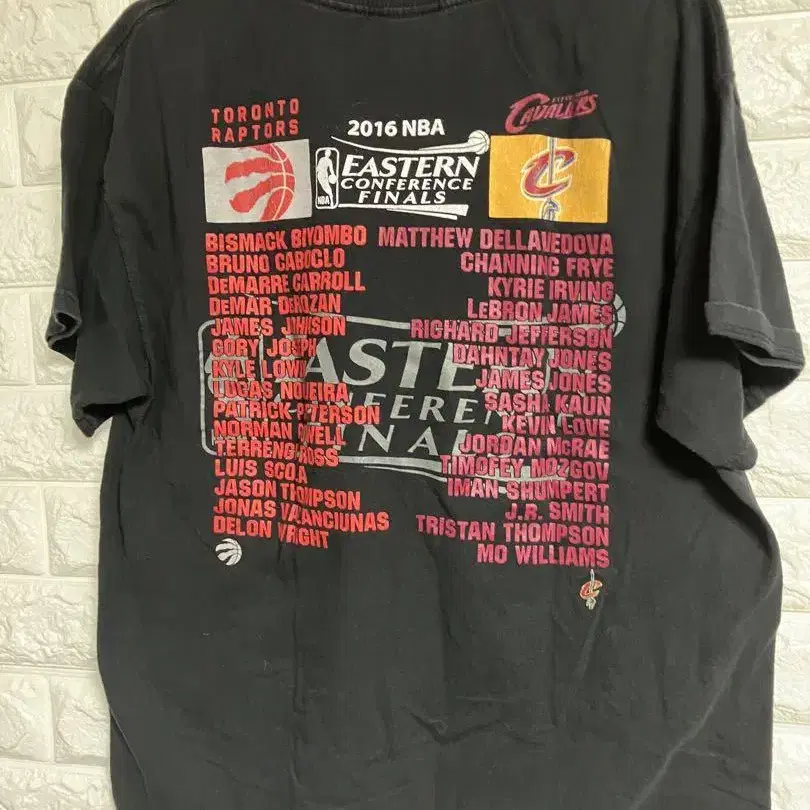 TORONTO
RAPTORS
2016 NBA
CAVALIERS
NBA
EASTERN
CONFERENCE
FINALS
C
BISMACK BIYOMBO
BRUNO CABOCLO
DEMARRE CARROLL
DEMAR DEROZAN
JAMES JOHNSON
CORY JOSEPH
KYLE LOWRY
LUCAS NOGUEIRA
PATRICK PATTERSON
NORMAN POWELL
TERRENCE ROSS
LUIS SCOLA
JASON THOMPSON
JONAS VALANCIUNAS
DELON WRIGHT
MATTHEW DELLAVEDOVA
CHANNING FRYE
KYRIE IRVING
LeBRON JAMES
RICHARD JEFFERSON
DAHNTAY JONES
JAMES JONES
SASHA KAUN
KEVIN LOVE
JORDAN McRAE
TIMOFEY MOZGOV
IMAN SHUMPERT
J.R. SMITH
TRISTAN THOMPSON
MO WILLIAMS
C